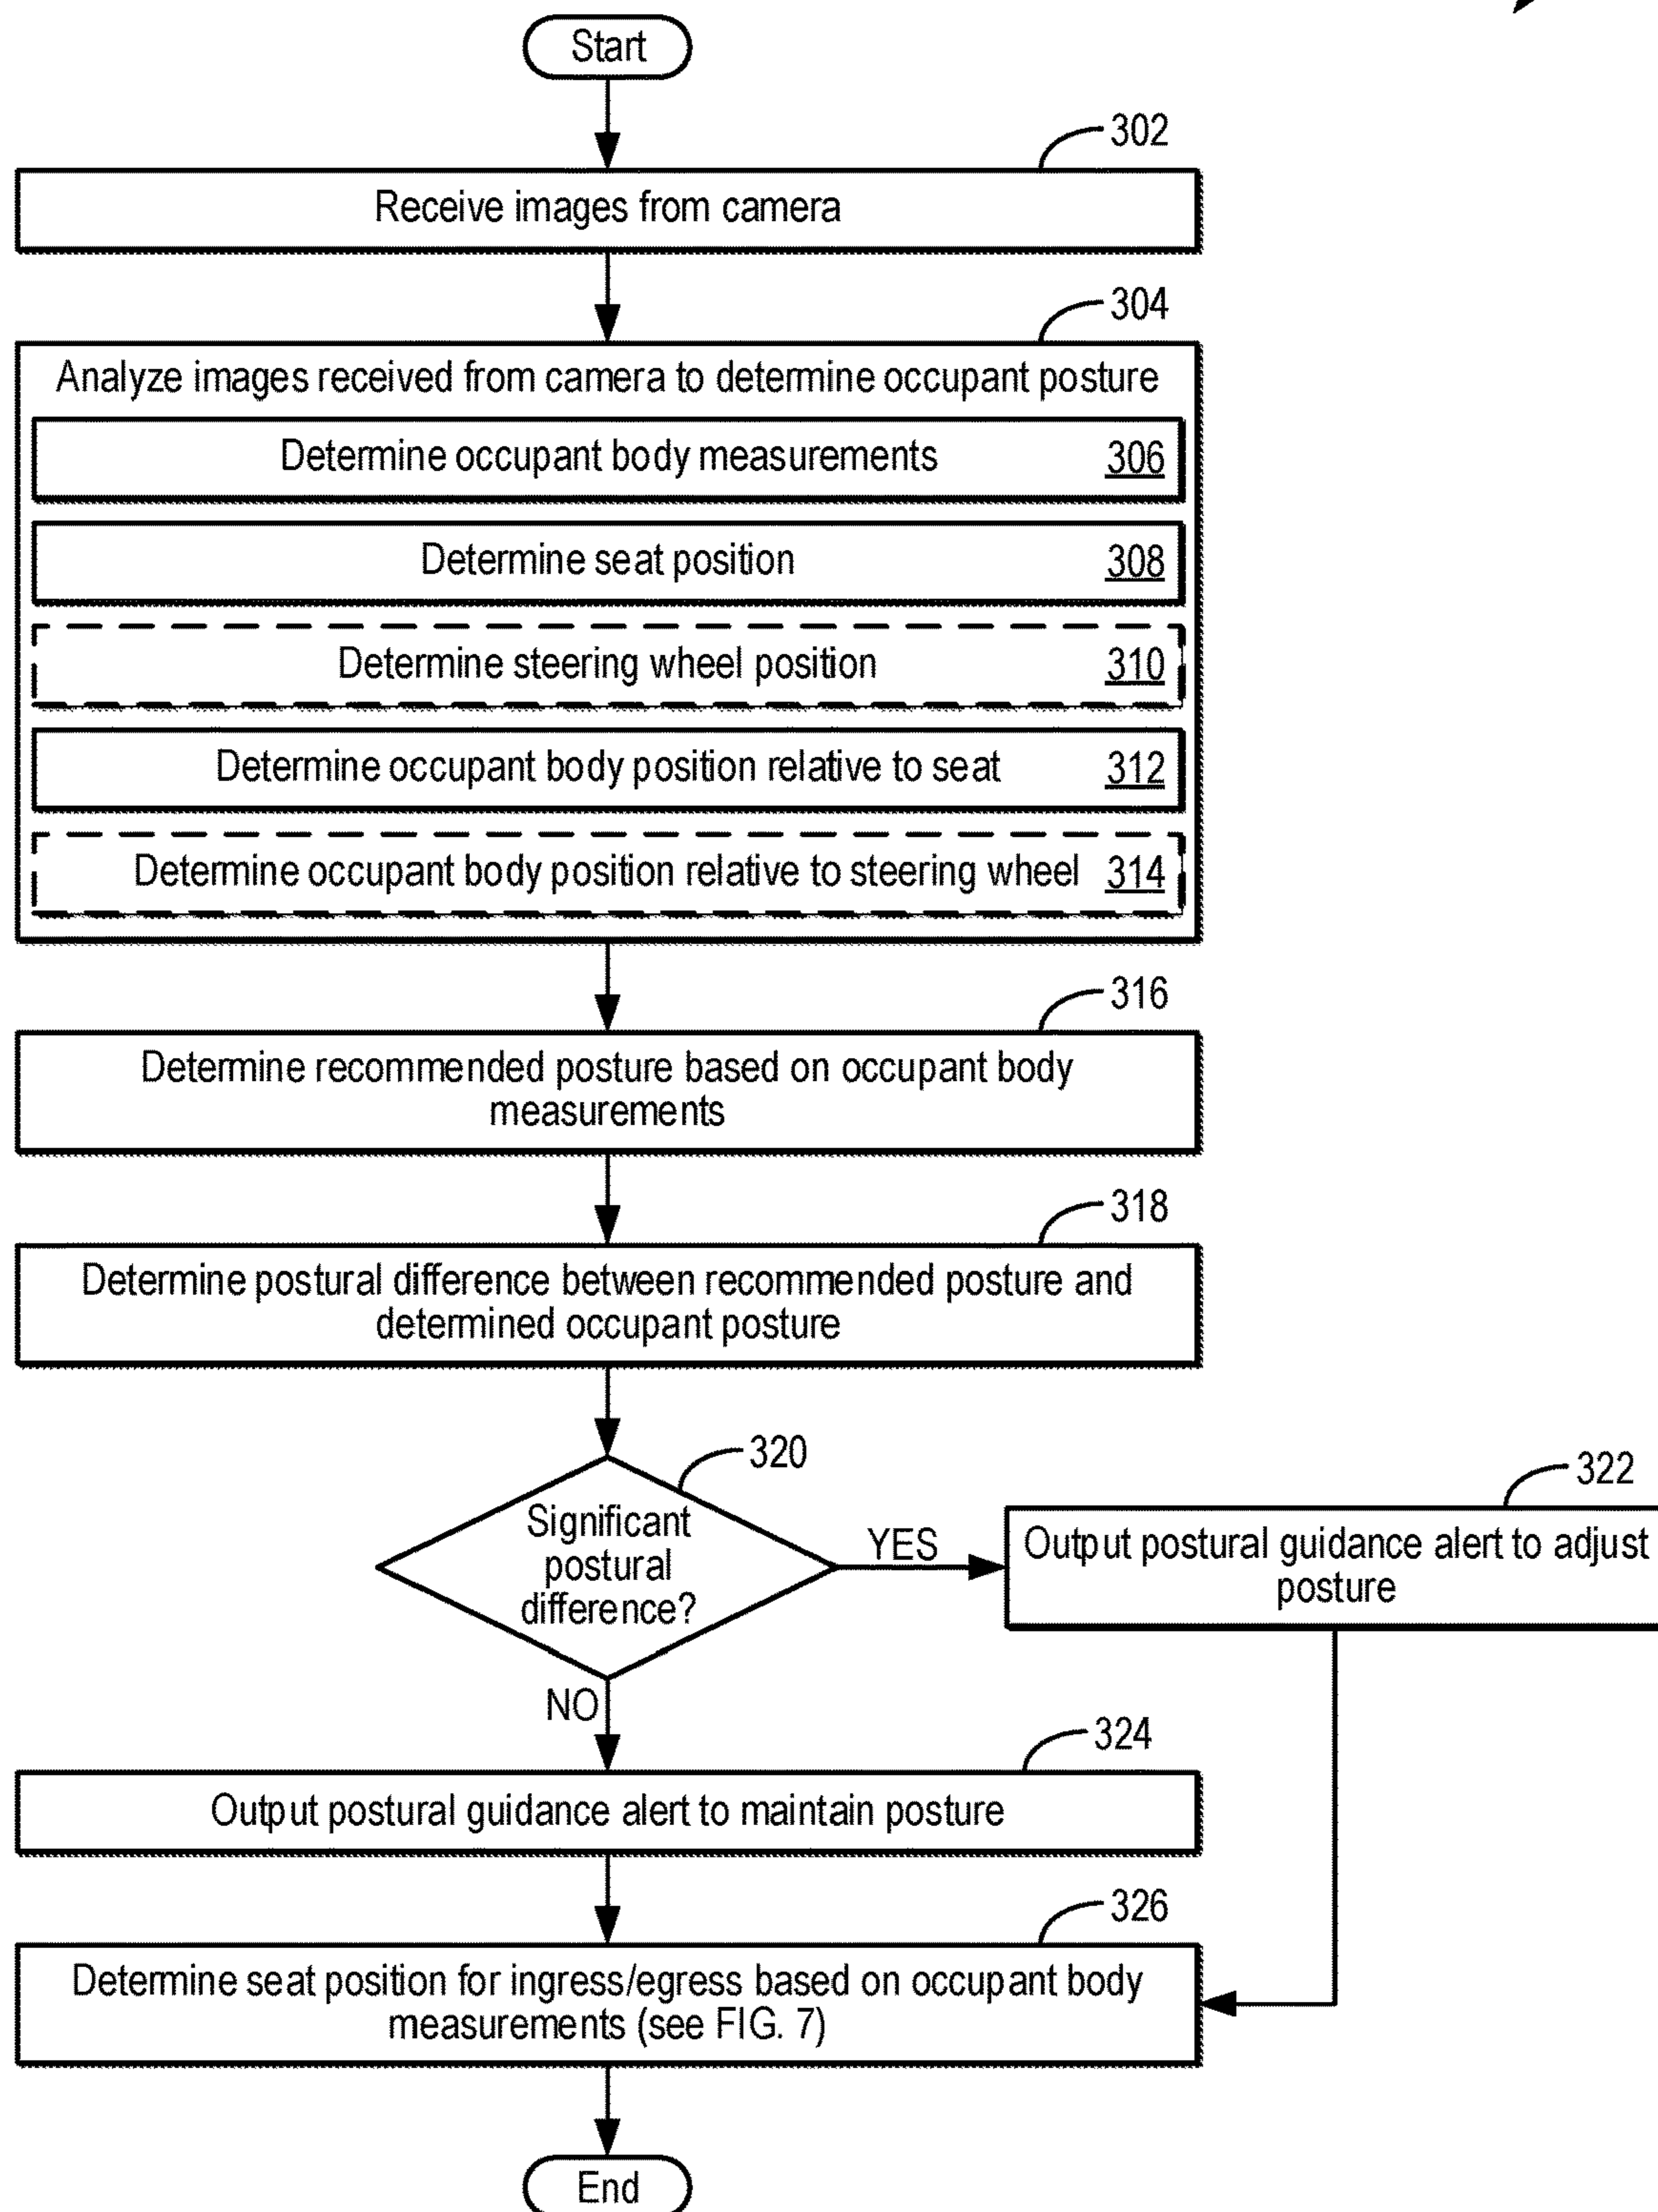 Start
302
Receive images from camera
304
Analyze images received from camera to determine occupant posture
Determine occupant body measurements 306
Determine seat position 308
Determine steering wheel position 310
Determine occupant body position relative to seat 312
Determine occupant body position relative to steering wheel 314
316
Determine recommended posture based on occupant body
measurements
318
Determine postural difference between recommended posture and
determined occupant posture
320
Significant
postural
difference?
YES
322
Output postural guidance alert to adjust
posture
NO
324
Output postural guidance alert to maintain posture
326
Determine seat position for ingress/egress based on occupant body
measurements (see FIG. 7)
End